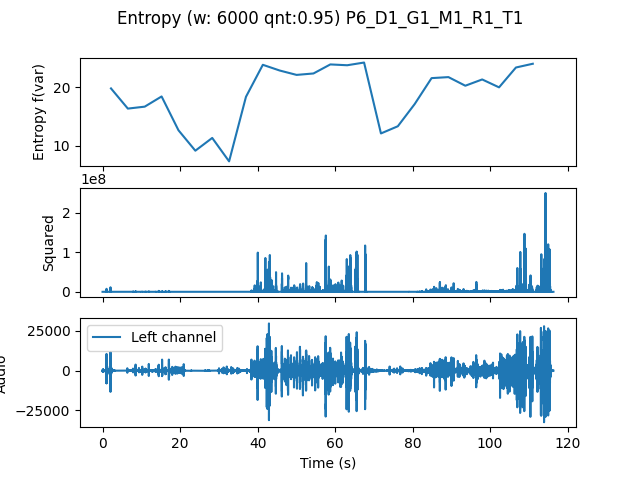 Entropy (w: 6000 qnt:0.95) P6_D1_G1_M1_R1_T1
Entropy f(var)
20
10
1e8
Squared
2
1
0
Audio
25000
0
−25000
Left channel
0 20 40 60 80 100 120
Time (s)